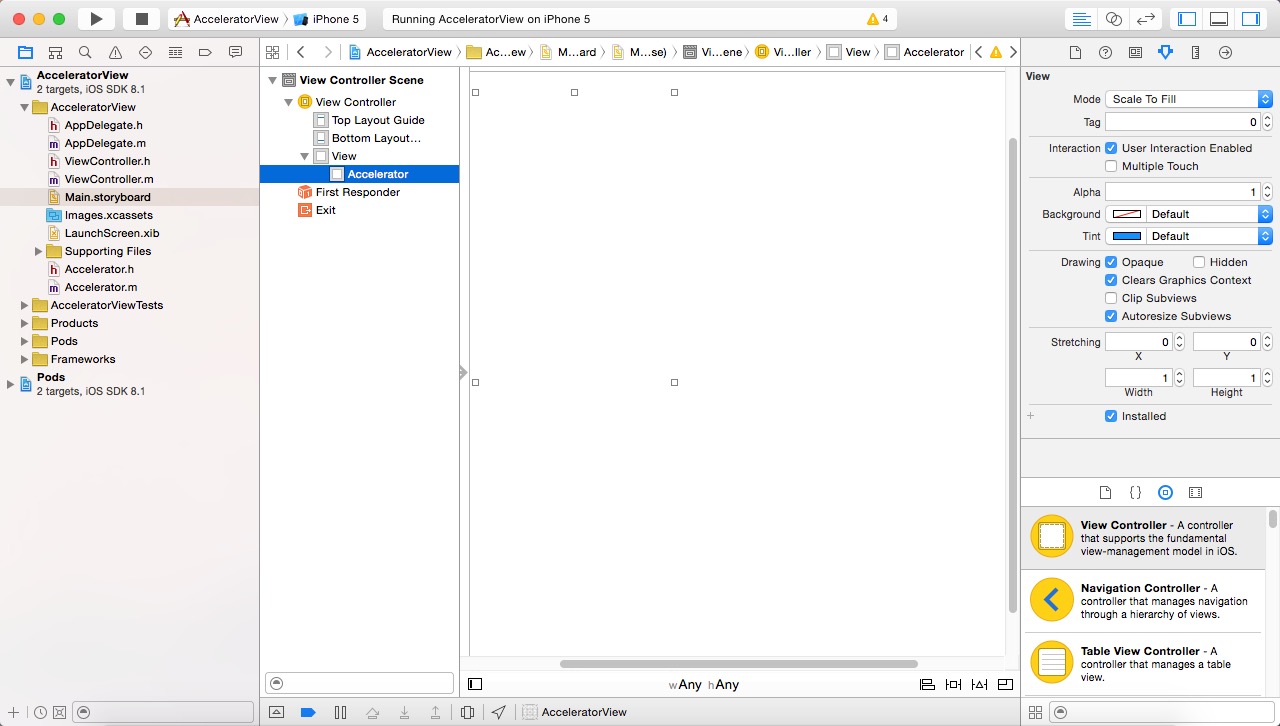 AcceleratorView
iPhone 5
Running AcceleratorView on iPhone 5
4
AcceleratorView
Ac...ew
M...ard
M...se)
Vi...ene
Vi...ller
View
Accelerator
AcceleratorView
2 targets, iOS SDK 8.1
AcceleratorView
h AppDelegate.h
m AppDelegate.m
h ViewController.h
m ViewController.m
Main.storyboard
Images.xcassets
LaunchScreen.xib
Supporting Files
h Accelerator.h
m Accelerator.m
AcceleratorViewTests
Products
Pods
Frameworks
Pods
2 targets, iOS SDK 8.1
View Controller Scene
View Controller
Top Layout Guide
Bottom Layout...
View
Accelerator
First Responder
Exit
wAny hAny
AcceleratorView
View
Mode Scale To Fill
Tag 0
Interaction User Interaction Enabled
Multiple Touch
Alpha 1
Background Default
Tint Default
Drawing Opaque Hidden
Clears Graphics Context
Clip Subviews
Autoresize Subviews
Stretching 0 0
X Y
1 1
Width Height
+ Installed
{}
View Controller - A controller
that supports the fundamental
view-management model in iOS.
Navigation Controller - A
controller that manages navigation
through a hierarchy of views.
Table View Controller - A
controller that manages a table
view.